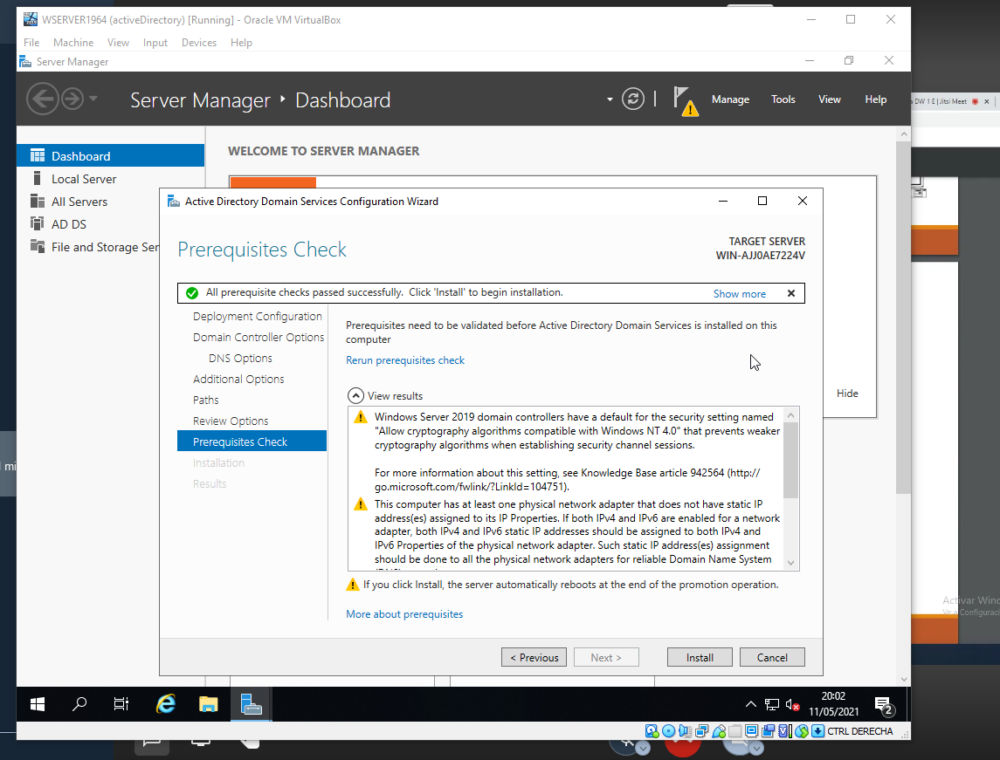 WSERVER1964 (activeDirectory) [Running] - Oracle VM VirtualBox
File Machine View Input Devices Help
Server Manager
Server Manager ‣ Dashboard
Manage Tools View Help
DW 1 E | Jitsi Meet
Dashboard
Local Server
All Servers
AD DS
File and Storage Ser
WELCOME TO SERVER MANAGER
Active Directory Domain Services Configuration Wizard
Prerequisites Check
TARGET SERVER
WIN-AJJ0AE7224V
All prerequisite checks passed successfully. Click 'Install' to begin installation.
Show more
Deployment Configuration
Domain Controller Options
DNS Options
Additional Options
Paths
Review Options
Prerequisites Check
Installation
Results
Prerequisites need to be validated before Active Directory Domain Services is installed on this
computer
Rerun prerequisites check
View results
Windows Server 2019 domain controllers have a default for the security setting named
"Allow cryptography algorithms compatible with Windows NT 4.0" that prevents weaker
cryptography algorithms when establishing security channel sessions.
For more information about this setting, see Knowledge Base article 942564 (http://
go.microsoft.com/fwlink/?LinkId=104751).
This computer has at least one physical network adapter that does not have static IP
address(es) assigned to its IP Properties. If both IPv4 and IPv6 are enabled for a network
adapter, both IPv4 and IPv6 static IP addresses should be assigned to both IPv4 and
IPv6 Properties of the physical network adapter. Such static IP address(es) assignment
should be done to all the physical network adapters for reliable Domain Name System
If you click Install, the server automatically reboots at the end of the promotion operation.
More about prerequisites
< Previous
Next >
Install
Cancel
Hide
mi
Activar Wind
Ve a Configuraci
20:02
11/05/2021
2
CTRL DERECHA